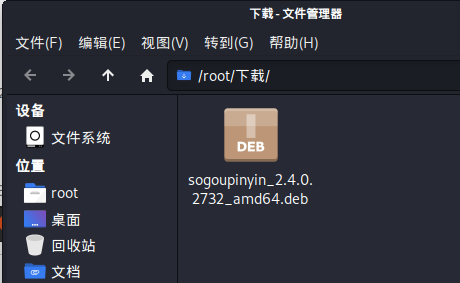 下载 - 文件管理器
文件(F) 编辑(E) 视图(V) 转到(G) 帮助(H)
/root/下载/
设备
文件系统
位置
root
桌面
回收站
文档
DEB
sogoupinyin_2.4.0.
2732_amd64.deb